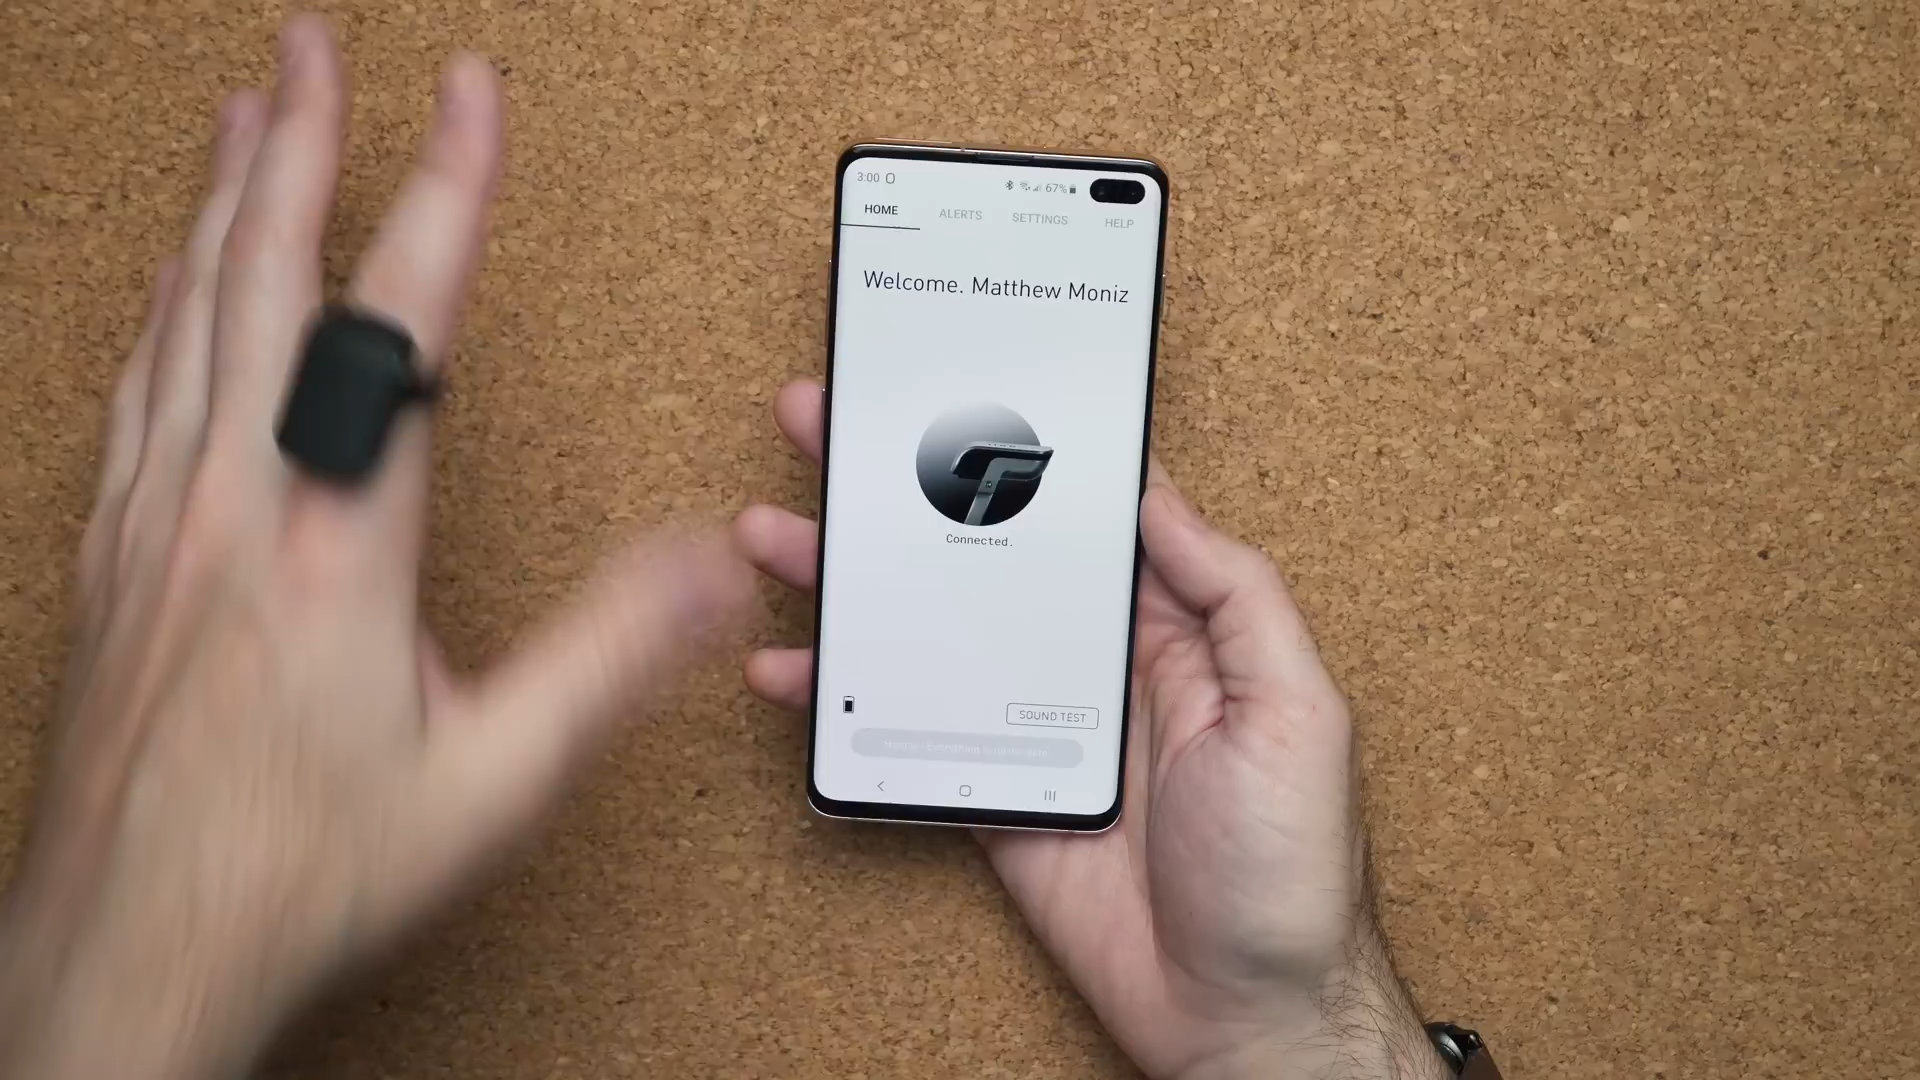 3:00 67%
HOME ALERTS SETTINGS HELP
Welcome. Matthew Moniz
Connected.
SOUND TEST